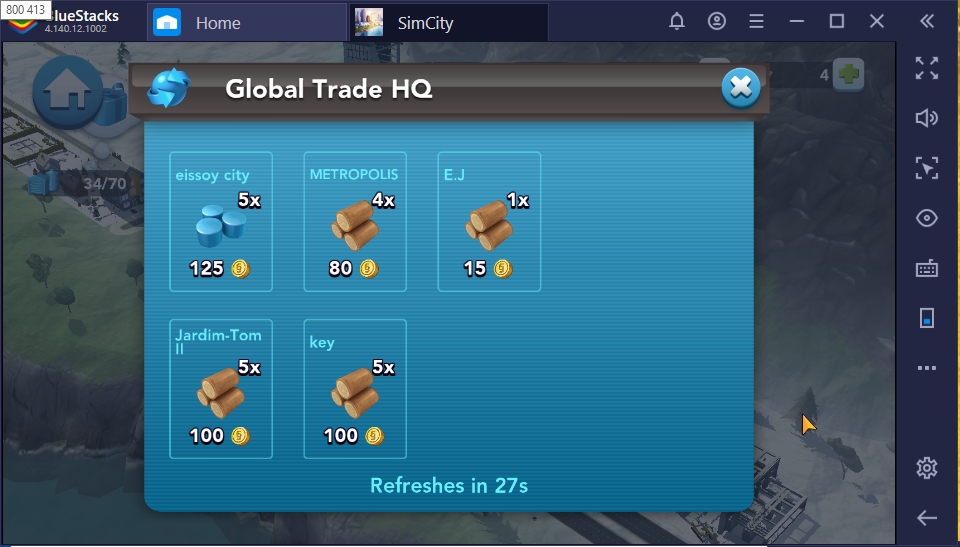 800 413
BlueStacks
4.140.12.1002
Home
SimCity
Global Trade HQ
4
34/70
eissoy city
5x
125
METROPOLIS
4x
80
E.J
1x
15
Jardim-Tom
II
5x
100
key
5x
100
Refreshes in 27s